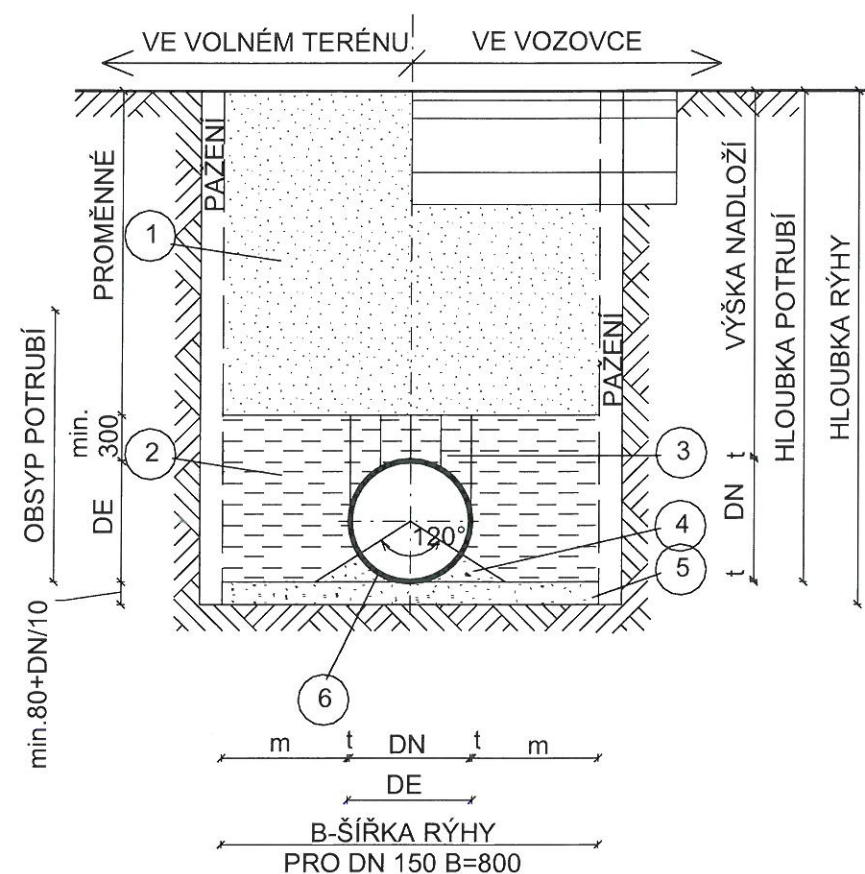 VE VOLNÉM TERÉNU
VE VOZOVCE
PAŽENÍ
PROMĚNNÉ
1
VÝŠKA NADLOŽÍ
HLOUBKA POTRUBÍ
HLOUBKA RÝHY
PAŽENÍ
OBSYP POTRUBÍ
min.
300
2
3
t
DE
DN
120°
4
5
t
min.80+DN/10
6
m
t
DN
t
m
DE
B-ŠÍŘKA RÝHY
PRO DN 150 B=800